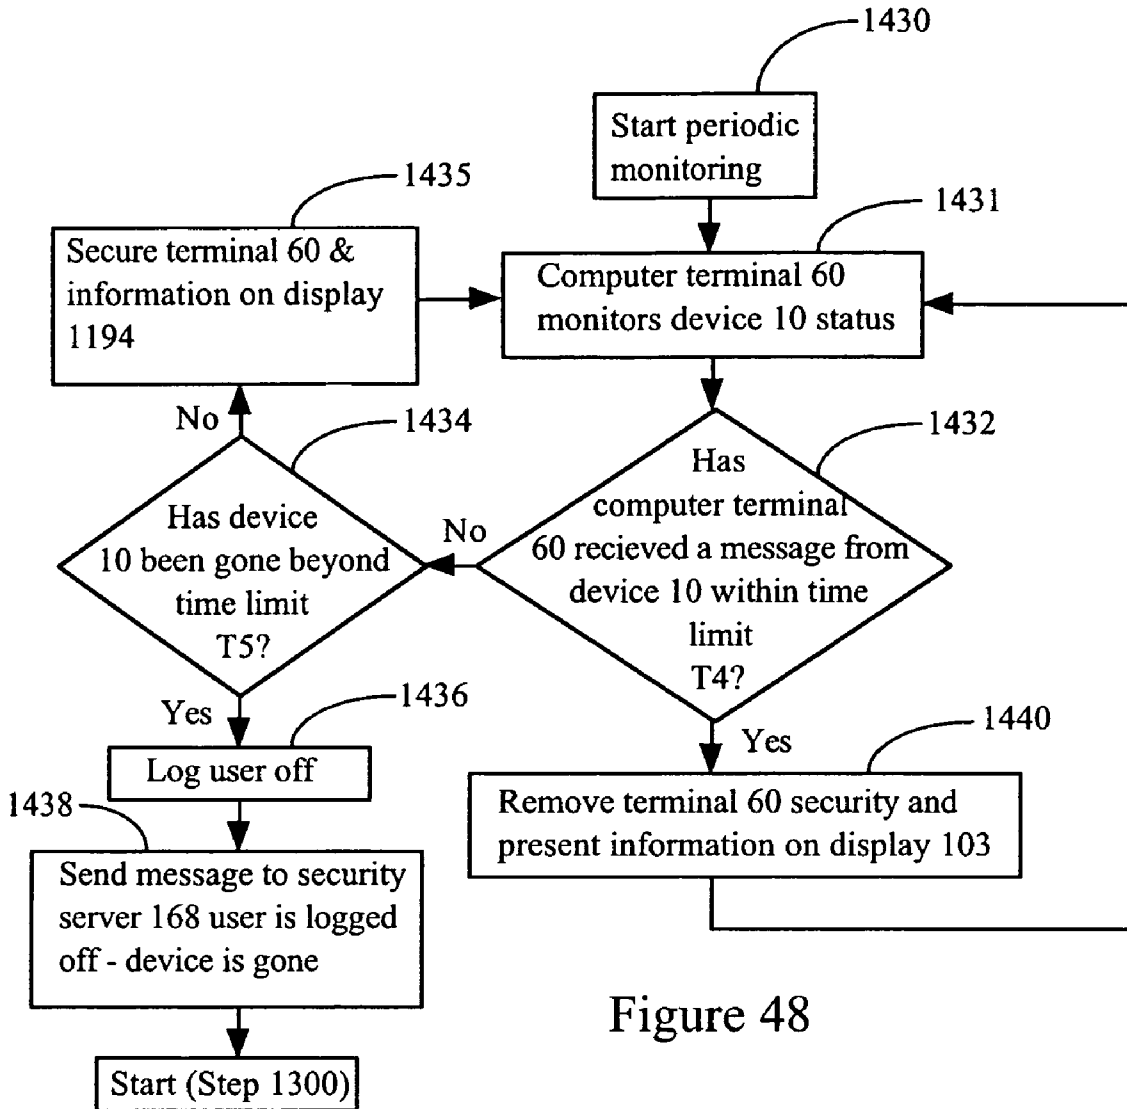 1430
Start periodic
monitoring
1435
Secure terminal 60 &
information on display
1194
1431
Computer terminal 60
monitors device 10 status
No
1434
Has device
10 been gone beyond
time limit
T5?
No
1432
Has
computer terminal
60 recieved a message from
device 10 within time
limit
T4?
Yes
1436
Log user off
Yes
1440
Remove terminal 60 security and
present information on display 103
1438
Send message to security
server 168 user is logged
off - device is gone
Start (Step 1300)
Figure 48